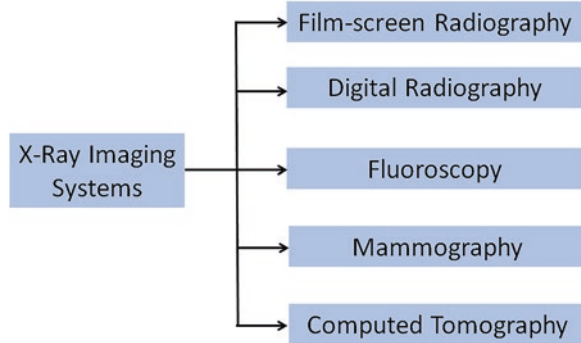 Film-screen Radiography
Digital Radiography
X-Ray Imaging
Systems
Fluoroscopy
Mammography
Computed Tomography